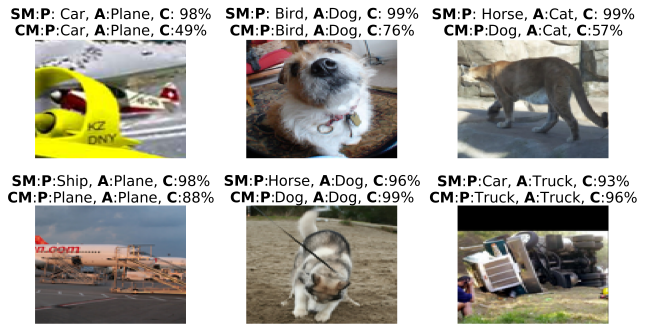 SM:P: Car, A:Plane, C: 98%
CM:P:Car, A:Plane, C:49%
SM:P: Bird, A:Dog, C: 99%
CM:P:Bird, A:Dog, C:76%
SM:P: Horse, A:Cat, C: 99%
CM:P:Dog, A:Cat, C:57%
KZ
DNY
SM:P:Ship, A:Plane, C:98%
CM:P:Plane, A:Plane, C:88%
SM:P:Horse, A:Dog, C:96%
CM:P:Dog, A:Dog, C:99%
SM:P:Car, A:Truck, C:93%
CM:P:Truck, A:Truck, C:96%
.com